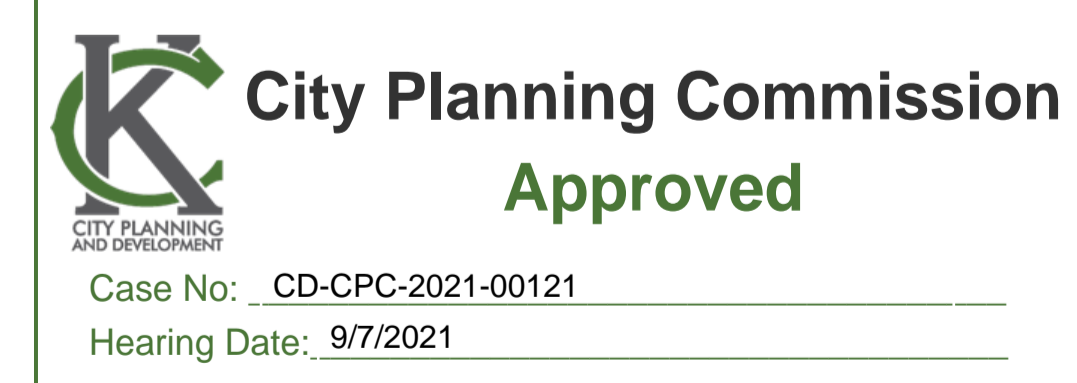 KC
City Planning Commission
Approved
CITY PLANNING
AND DEVELOPMENT
Case No: CD-CPC-2021-00121
Hearing Date: 9/7/2021